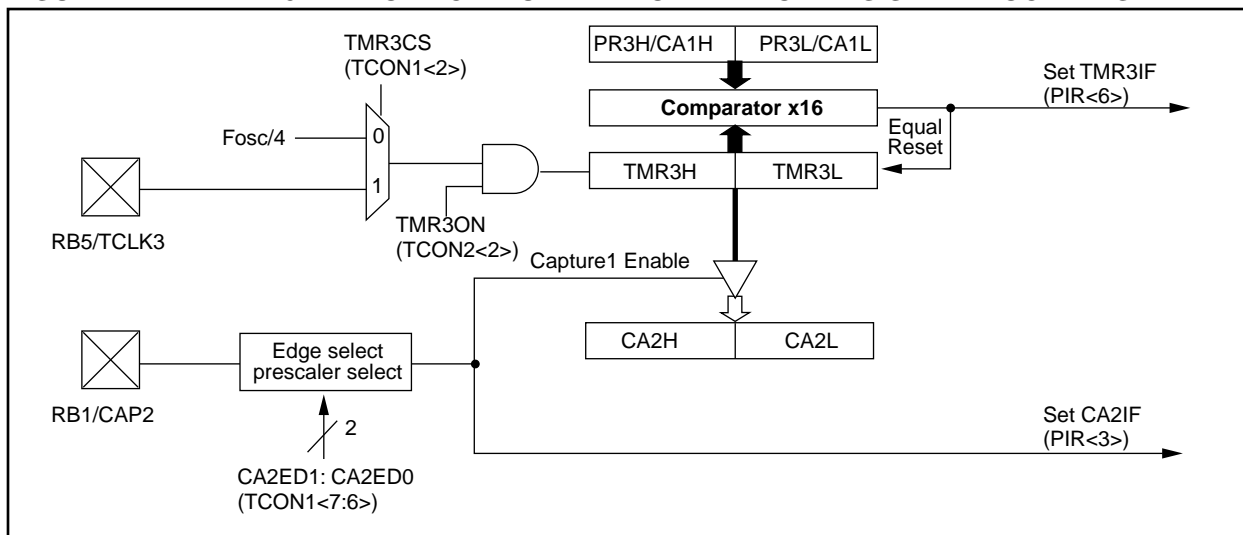 PR3H/CA1H PR3L/CA1L
TMR3CS
(TCON1<2>)
Set TMR3IF
(PIR<6>)
Comparator x16
Fosc/4
0
Equal
Reset
1
TMR3H TMR3L
TMR3ON
(TCON2<2>)
RB5/TCLK3
Capture1 Enable
CA2H CA2L
Edge select
prescaler select
RB1/CAP2
2
Set CA2IF
(PIR<3>)
CA2ED1: CA2ED0
(TCON1<7:6>)